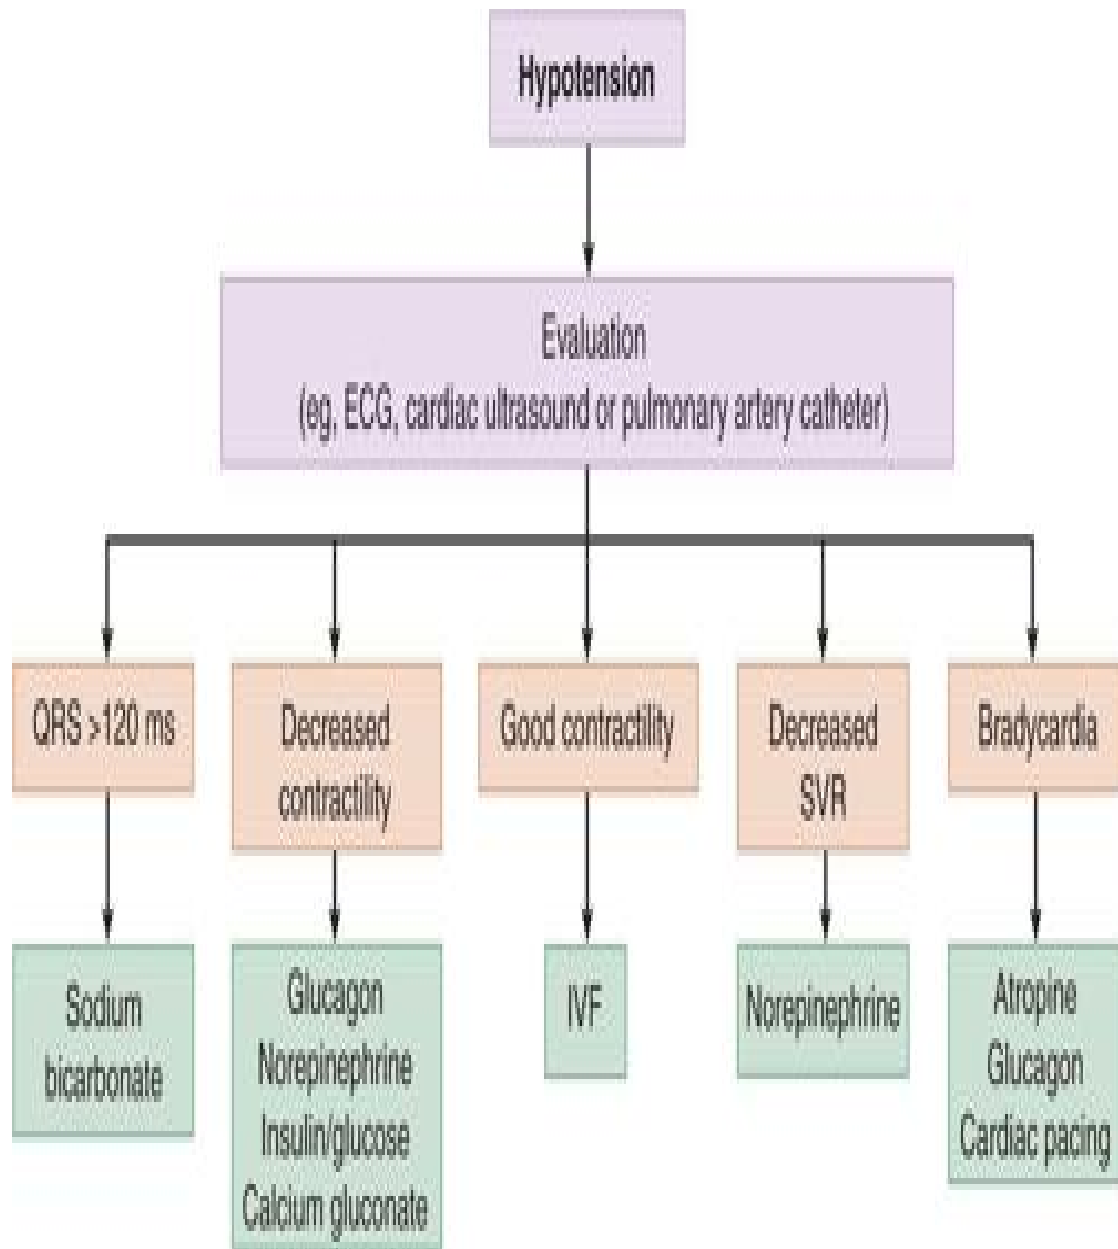 Hypotension
Evaluation
(eg, ECG, cardiac ultrasound or pulmonary artery catheter)
QRS >120 ms
Decreased
contractility
Good contractility
Decreased
SVR
Bradycardia
Sodium
bicarbonate
Glucagon
Norepinephrine
Insulin/glucose
Calcium gluconate
IVF
Norepinephrine
Atropine
Glucagon
Cardiac pacing